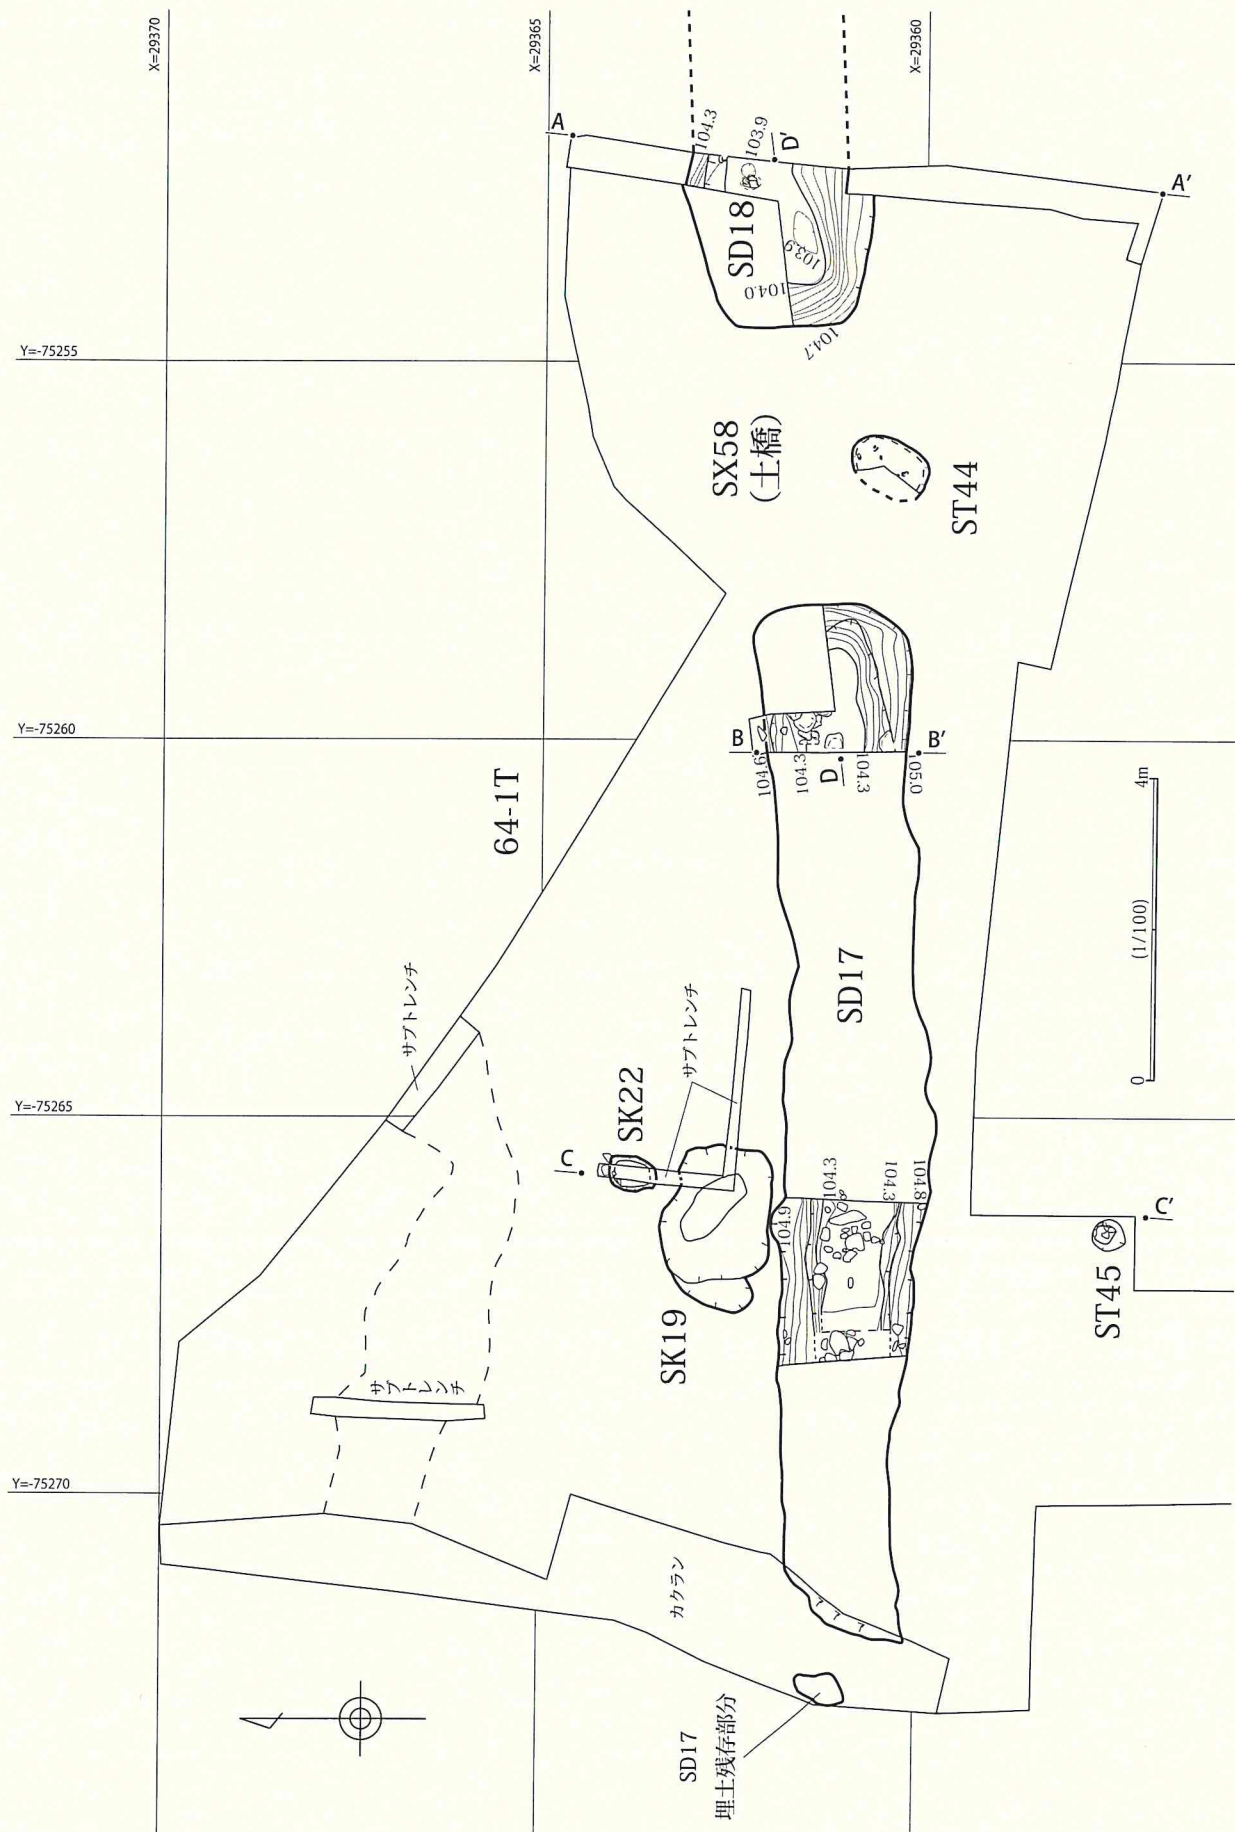 X=29370
X=29365
X=29360
A
104.3
103.9
D'
A'
SD18
103.9
104.0
104.7
Y=-75255
SX58
(土橋)
ST44
Y=-75260
B
B'
104.6
104.3
D
104.3
105.0
64-1T
4m
(1/100)
0
SD17
サブトレンチ
サブトレンチ
Y=-75265
SK22
C
104.3
104.3
104.8
104.9
C'
ST45
SK19
サブトレンチ
Y=-75270
カクラン
SD17
埋土残存部分